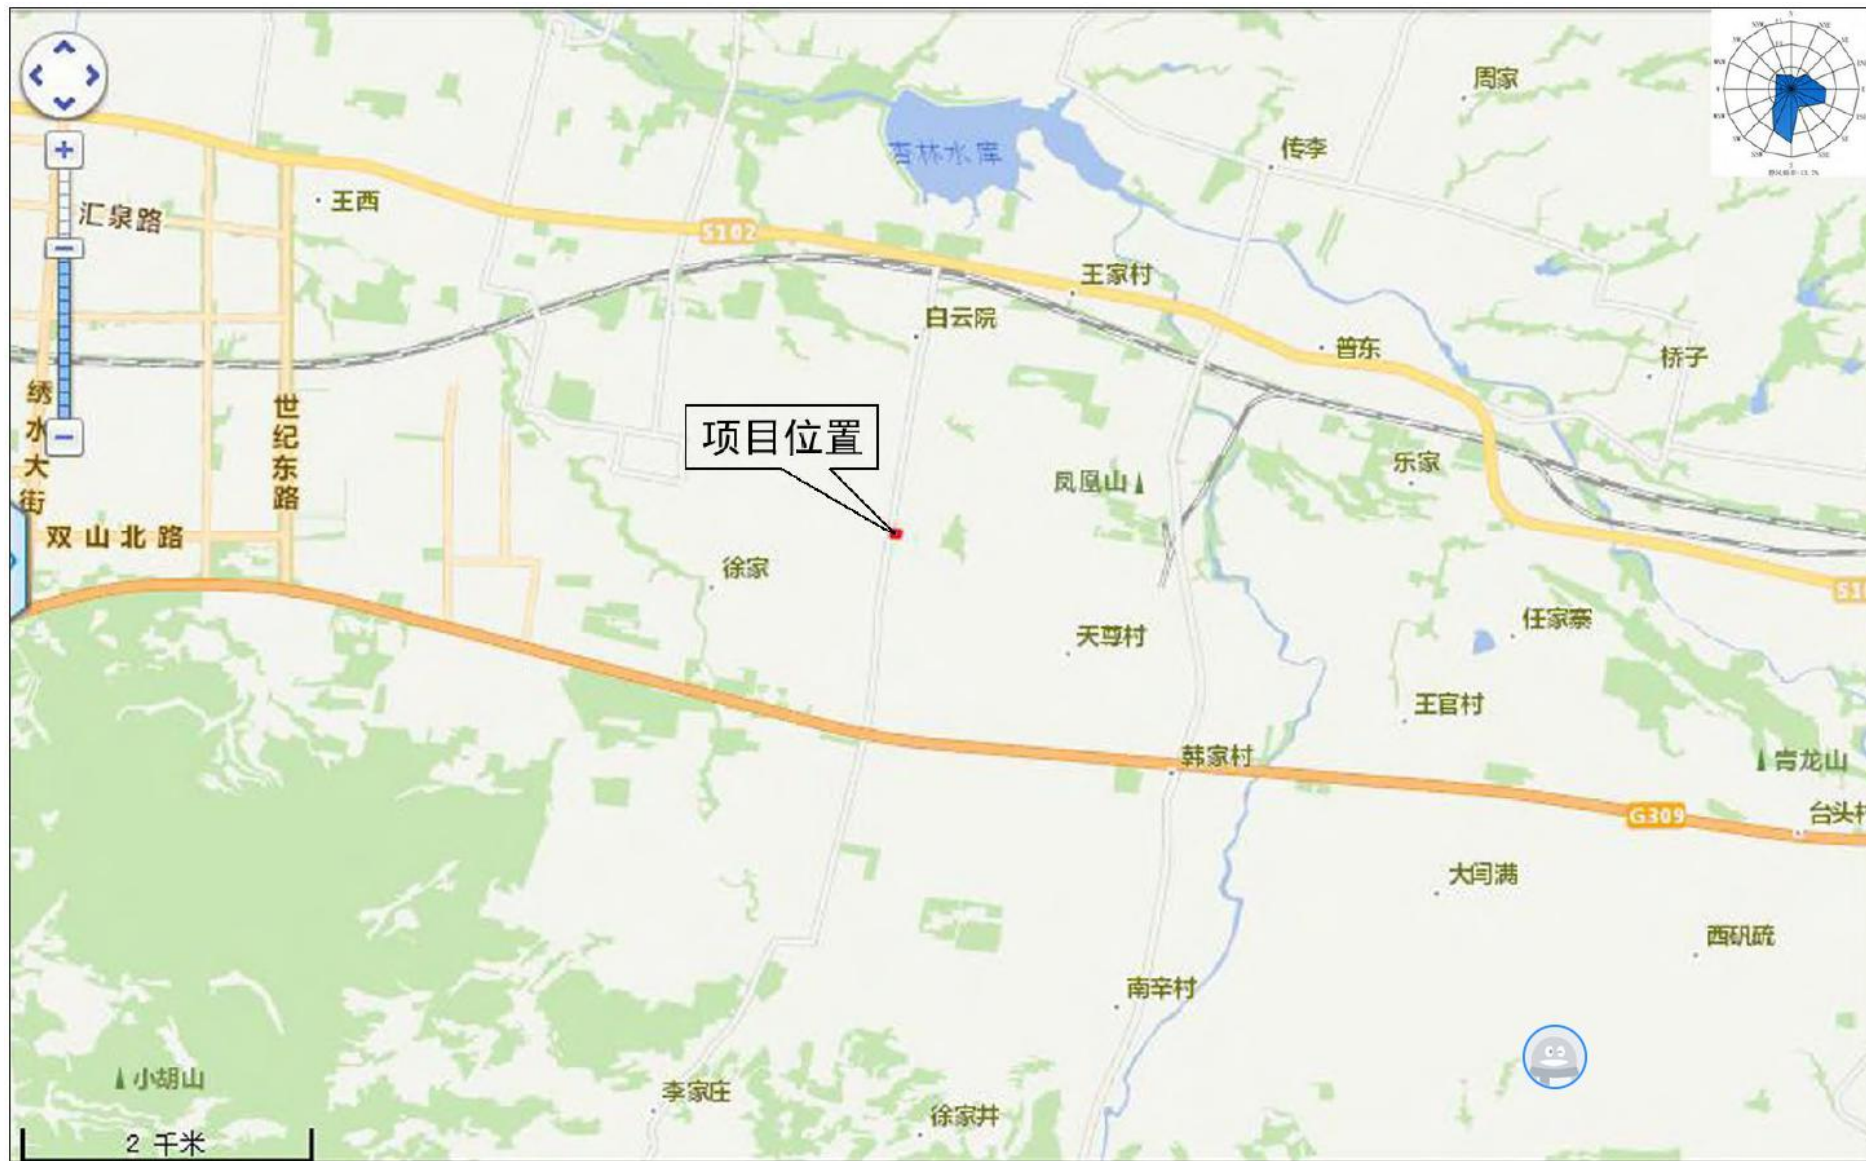 周家
杏林水库
传李
王西
汇泉路
S102
王家村
白云院
普东
桥子
绣水大街
世纪东路
项目位置
凤凰山
乐家
双山北路
徐家
任家寨
天尊村
王官村
韩家村
青龙山
G309
台头村
大闫满
西矾硫
南辛村
小胡山
李家庄
徐家井
2 千米